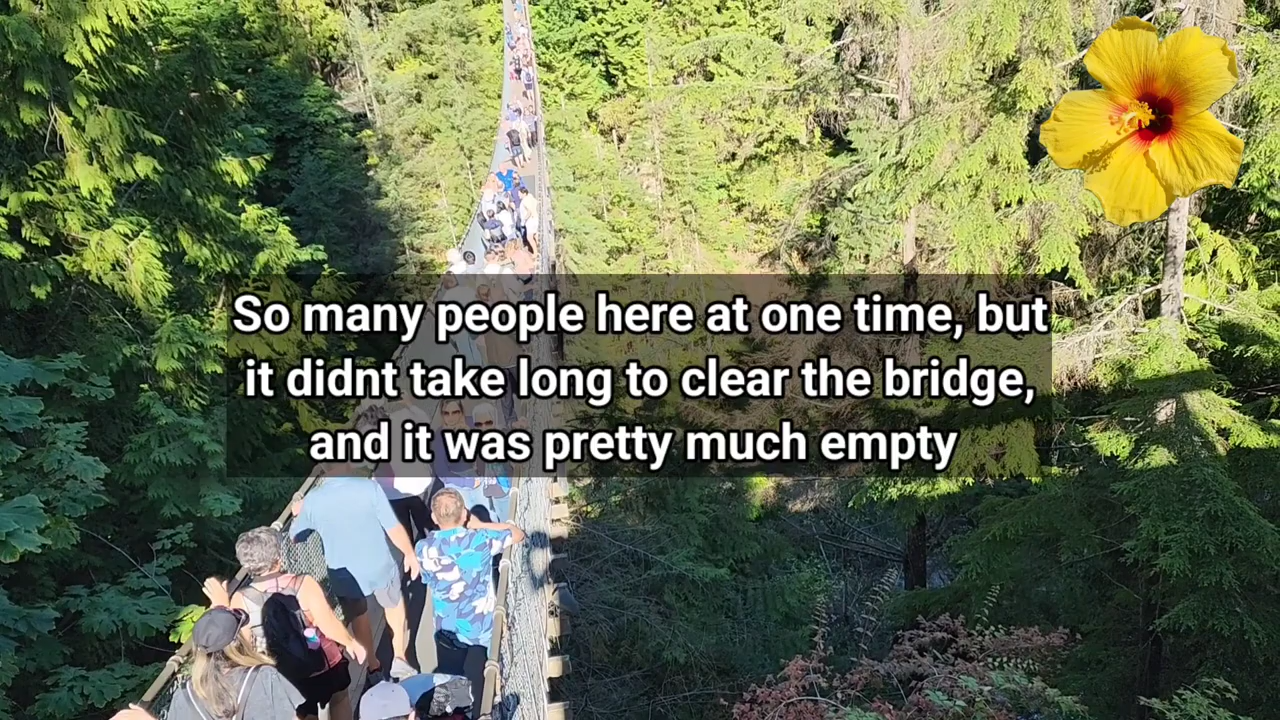 So many people here at one time, but
it didnt take long to clear the bridge,
and it was pretty much empty